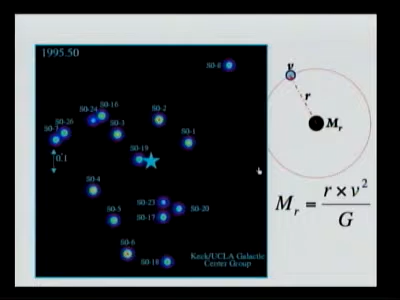 1995.50
S0-8
S0-16
S0-24
S0-2
S0-26
S0-7
S0-3
S0-1
S0-19
0.1
S0-4
S0-23
S0-20
S0-5
S0-17
S0-6
S0-18
Keck/UCLA Galactic
Center Group
v
r
M_r
M_r = r × v² / G